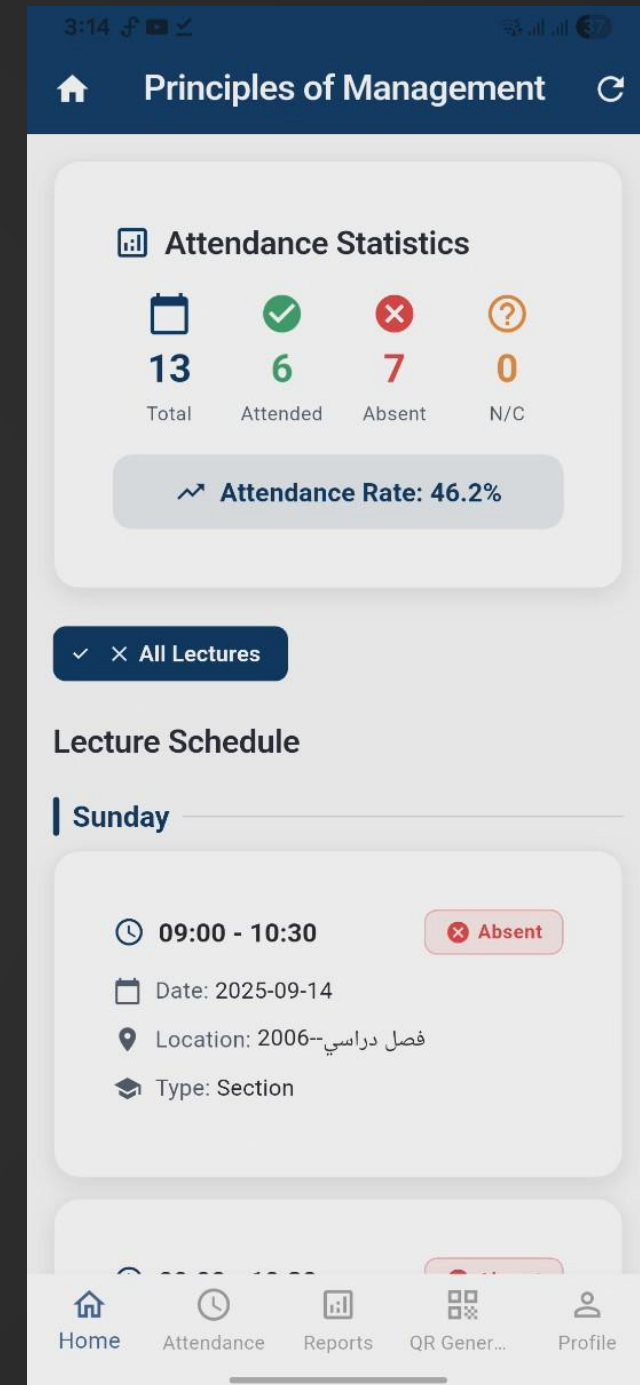 3:14
37
Principles of Management
Attendance Statistics
13 6 7 0
Total Attended Absent N/C
Attendance Rate: 46.2%
All Lectures
Lecture Schedule
Sunday
09:00 - 10:30 Absent
Date: 2025-09-14
Location: 2006--فصل دراسي
Type: Section
Home Attendance Reports QR Gener... Profile